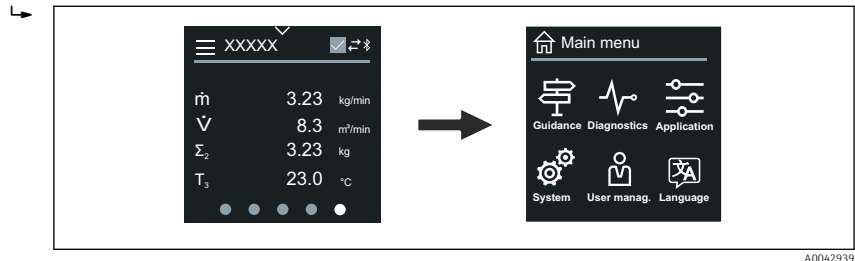 XXXXX
ṁ 3.23 kg/min
V̇ 8.3 m³/min
Σ₂ 3.23 kg
T₃ 23.0 °C
Main menu
Guidance Diagnostics Application
System User manag. Language
A0042939